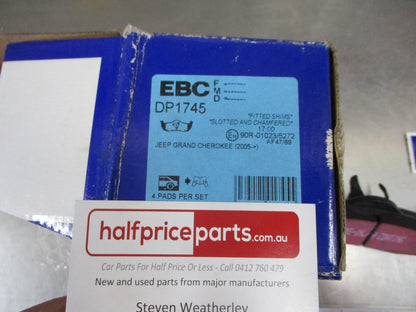 EBC F M D
DP1745
"FITTED SHIMS"
"SLOTTED AND CHAMFERED"
17.00
90R-01023/5272
AF47/69
JEEP GRAND CHEROKEE (2005->)
4 PADS PER SET
halfpriceparts.com.au
Car Parts For Half Price Or Less - Call 0412 760 479
New and used parts from major manufacturers
Steven Weatherley